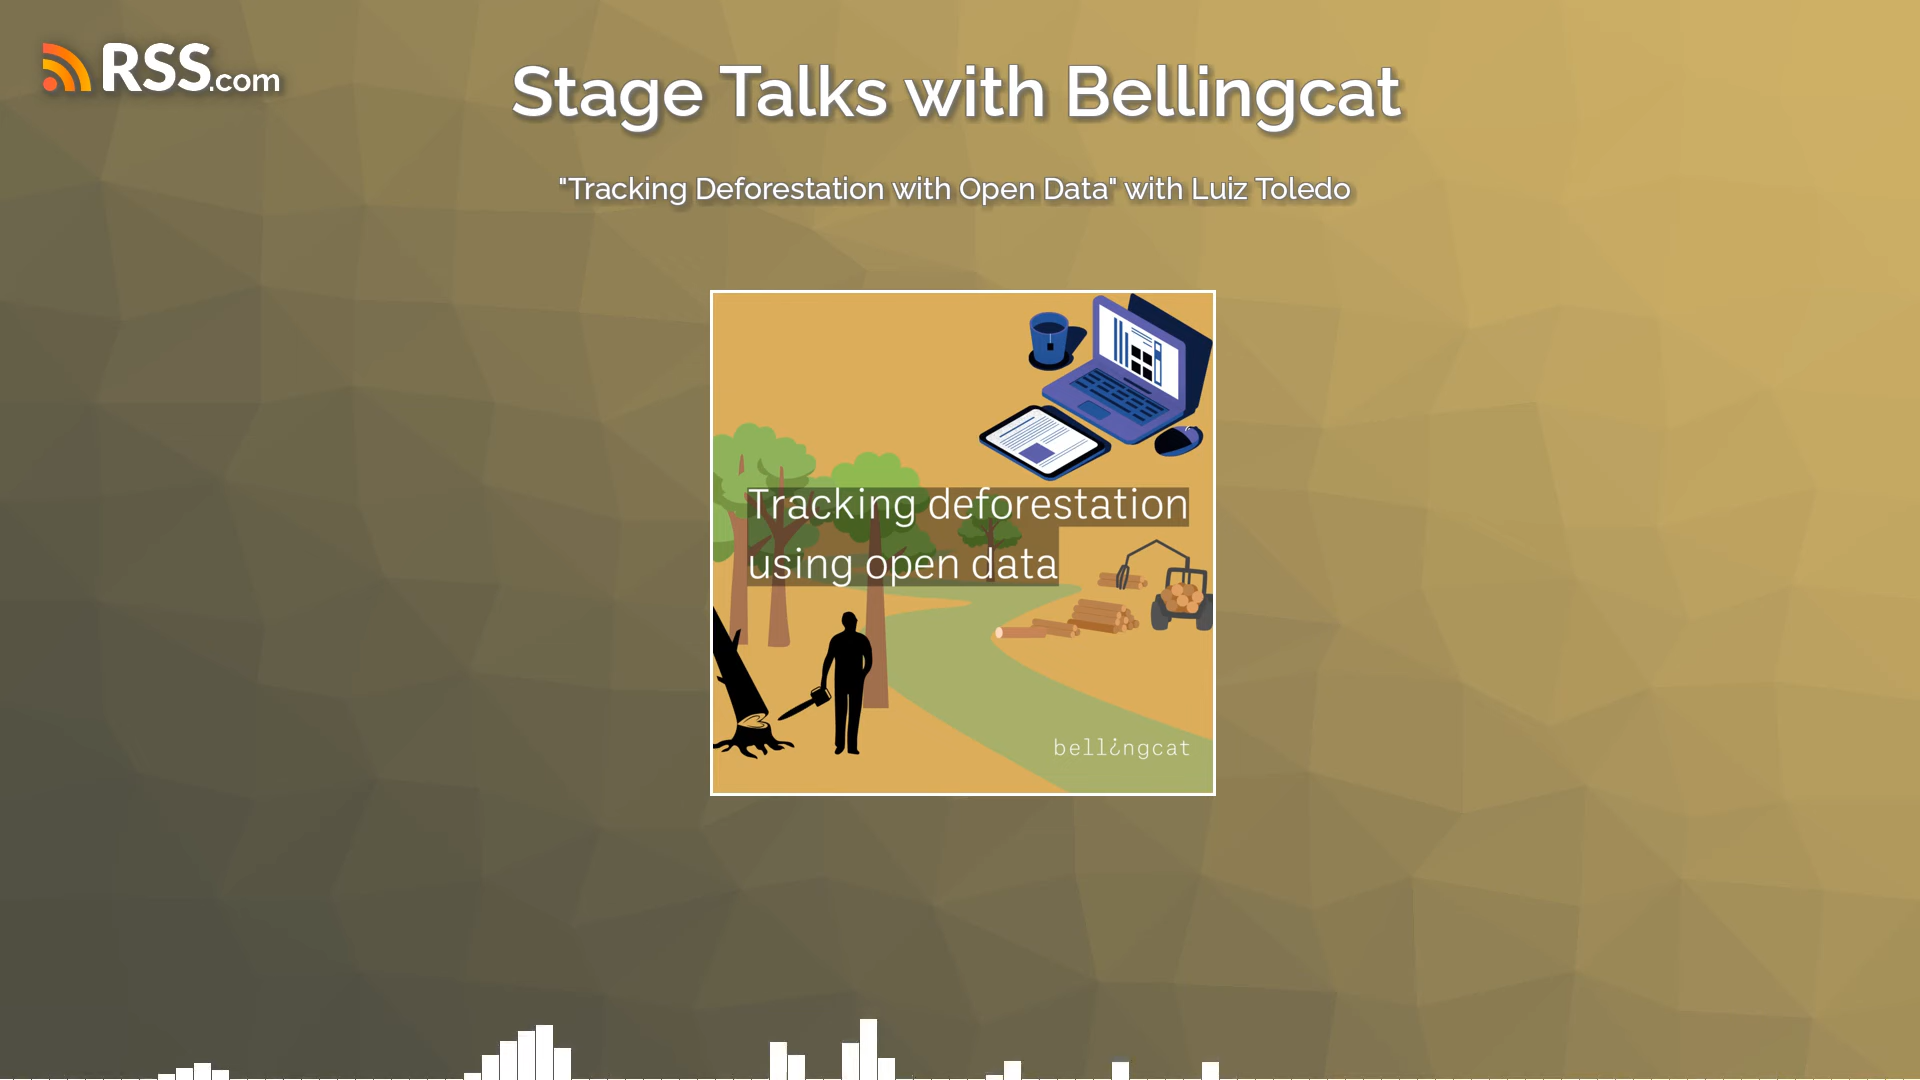 RSS.com
Stage Talks with Bellingcat
"Tracking Deforestation with Open Data" with Luiz Toledo
Tracking deforestation
using open data
bell¿ngcat